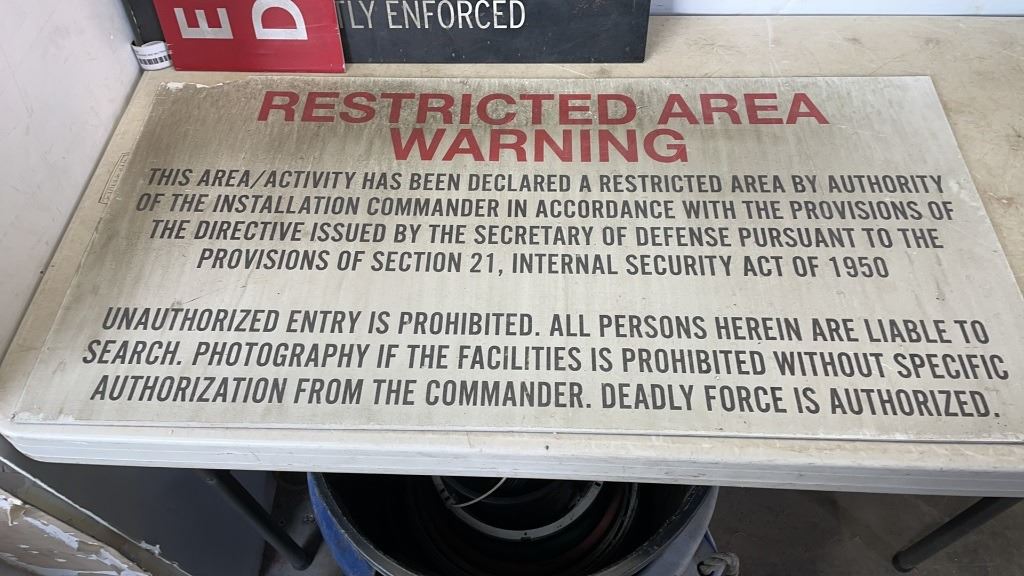 E
D
TLY ENFORCED
RESTRICTED AREA
WARNING
THIS AREA/ACTIVITY HAS BEEN DECLARED A RESTRICTED AREA BY AUTHORITY
OF THE INSTALLATION COMMANDER IN ACCORDANCE WITH THE PROVISIONS OF
THE DIRECTIVE ISSUED BY THE SECRETARY OF DEFENSE PURSUANT TO THE
PROVISIONS OF SECTION 21, INTERNAL SECURITY ACT OF 1950
UNAUTHORIZED ENTRY IS PROHIBITED. ALL PERSONS HEREIN ARE LIABLE TO
SEARCH. PHOTOGRAPHY IF THE FACILITIES IS PROHIBITED WITHOUT SPECIFIC
AUTHORIZATION FROM THE COMMANDER. DEADLY FORCE IS AUTHORIZED.